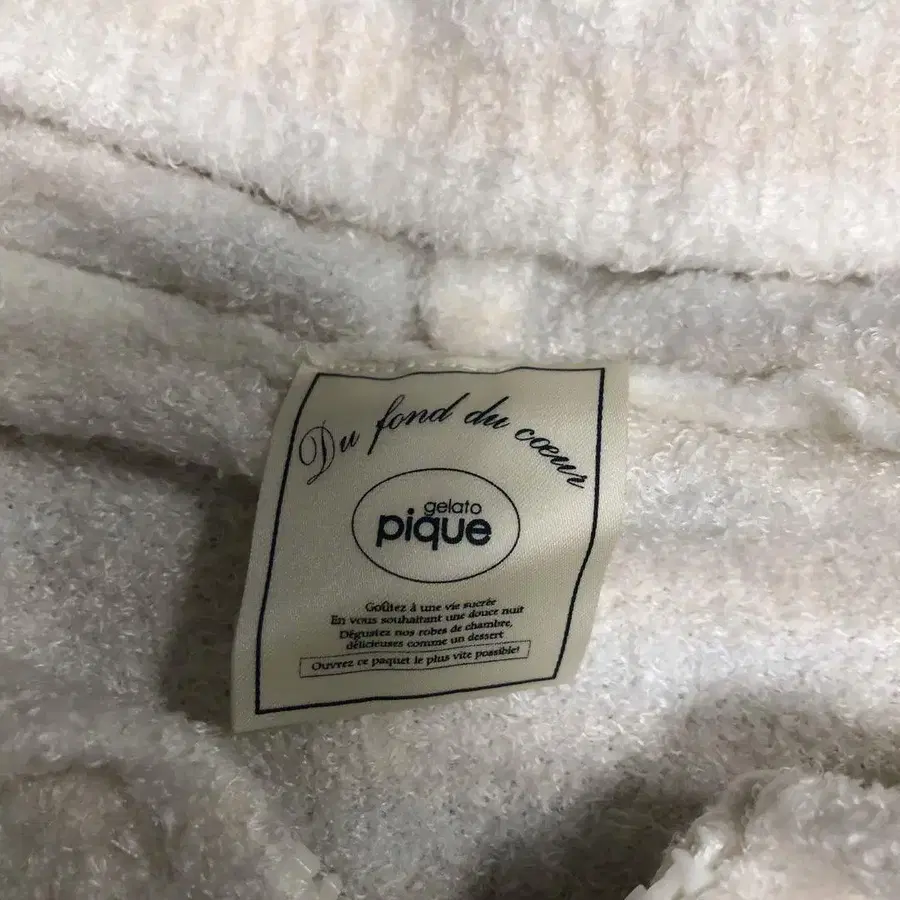 Du fond du cœur
gelato
pique
Goûtez à une vie sucrée
En vous souhaitant une douce nuit
Dégustez nos robes de chambre,
délicieuses comme un dessert
Ouvrez ce paquet le plus vite possible!